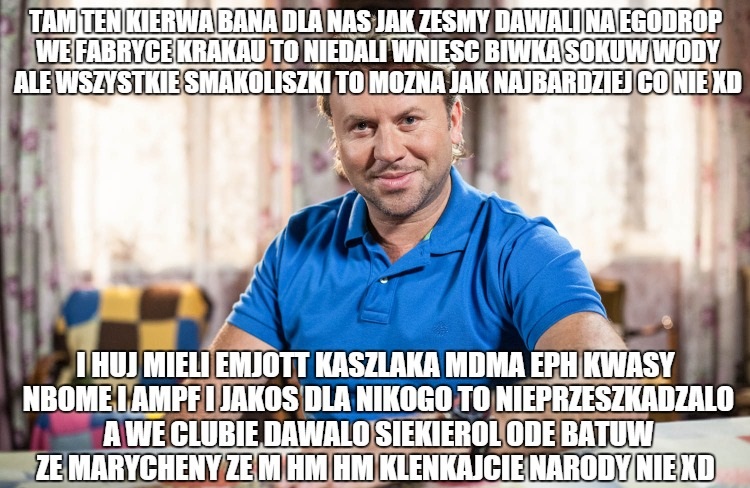 TAM TEN KIERWA BANA DLA NAS JAK ZESMY DAWALI NA EGODROP
WE FABRYCE KRAKAU TO NIEDALI WNIESC BIWKA SOKUW WODY
ALE WSZYSTKIE SMAKOLISZKI TO MOZNA JAK NAJBARDZIEJ CO NIE XD
I HUJ MIELI EMJOTT KASZLAKA MDMA EPH KWASY
NBOME I AMPF I JAKOS DLA NIKOGO TO NIEPRZESZKADZALO
A WE CLUBIE DAWALO SIEKIEROL ODE BATUW
ZE MARYCHENY ZE M HM HM KLENKAJCIE NARODY NIE XD